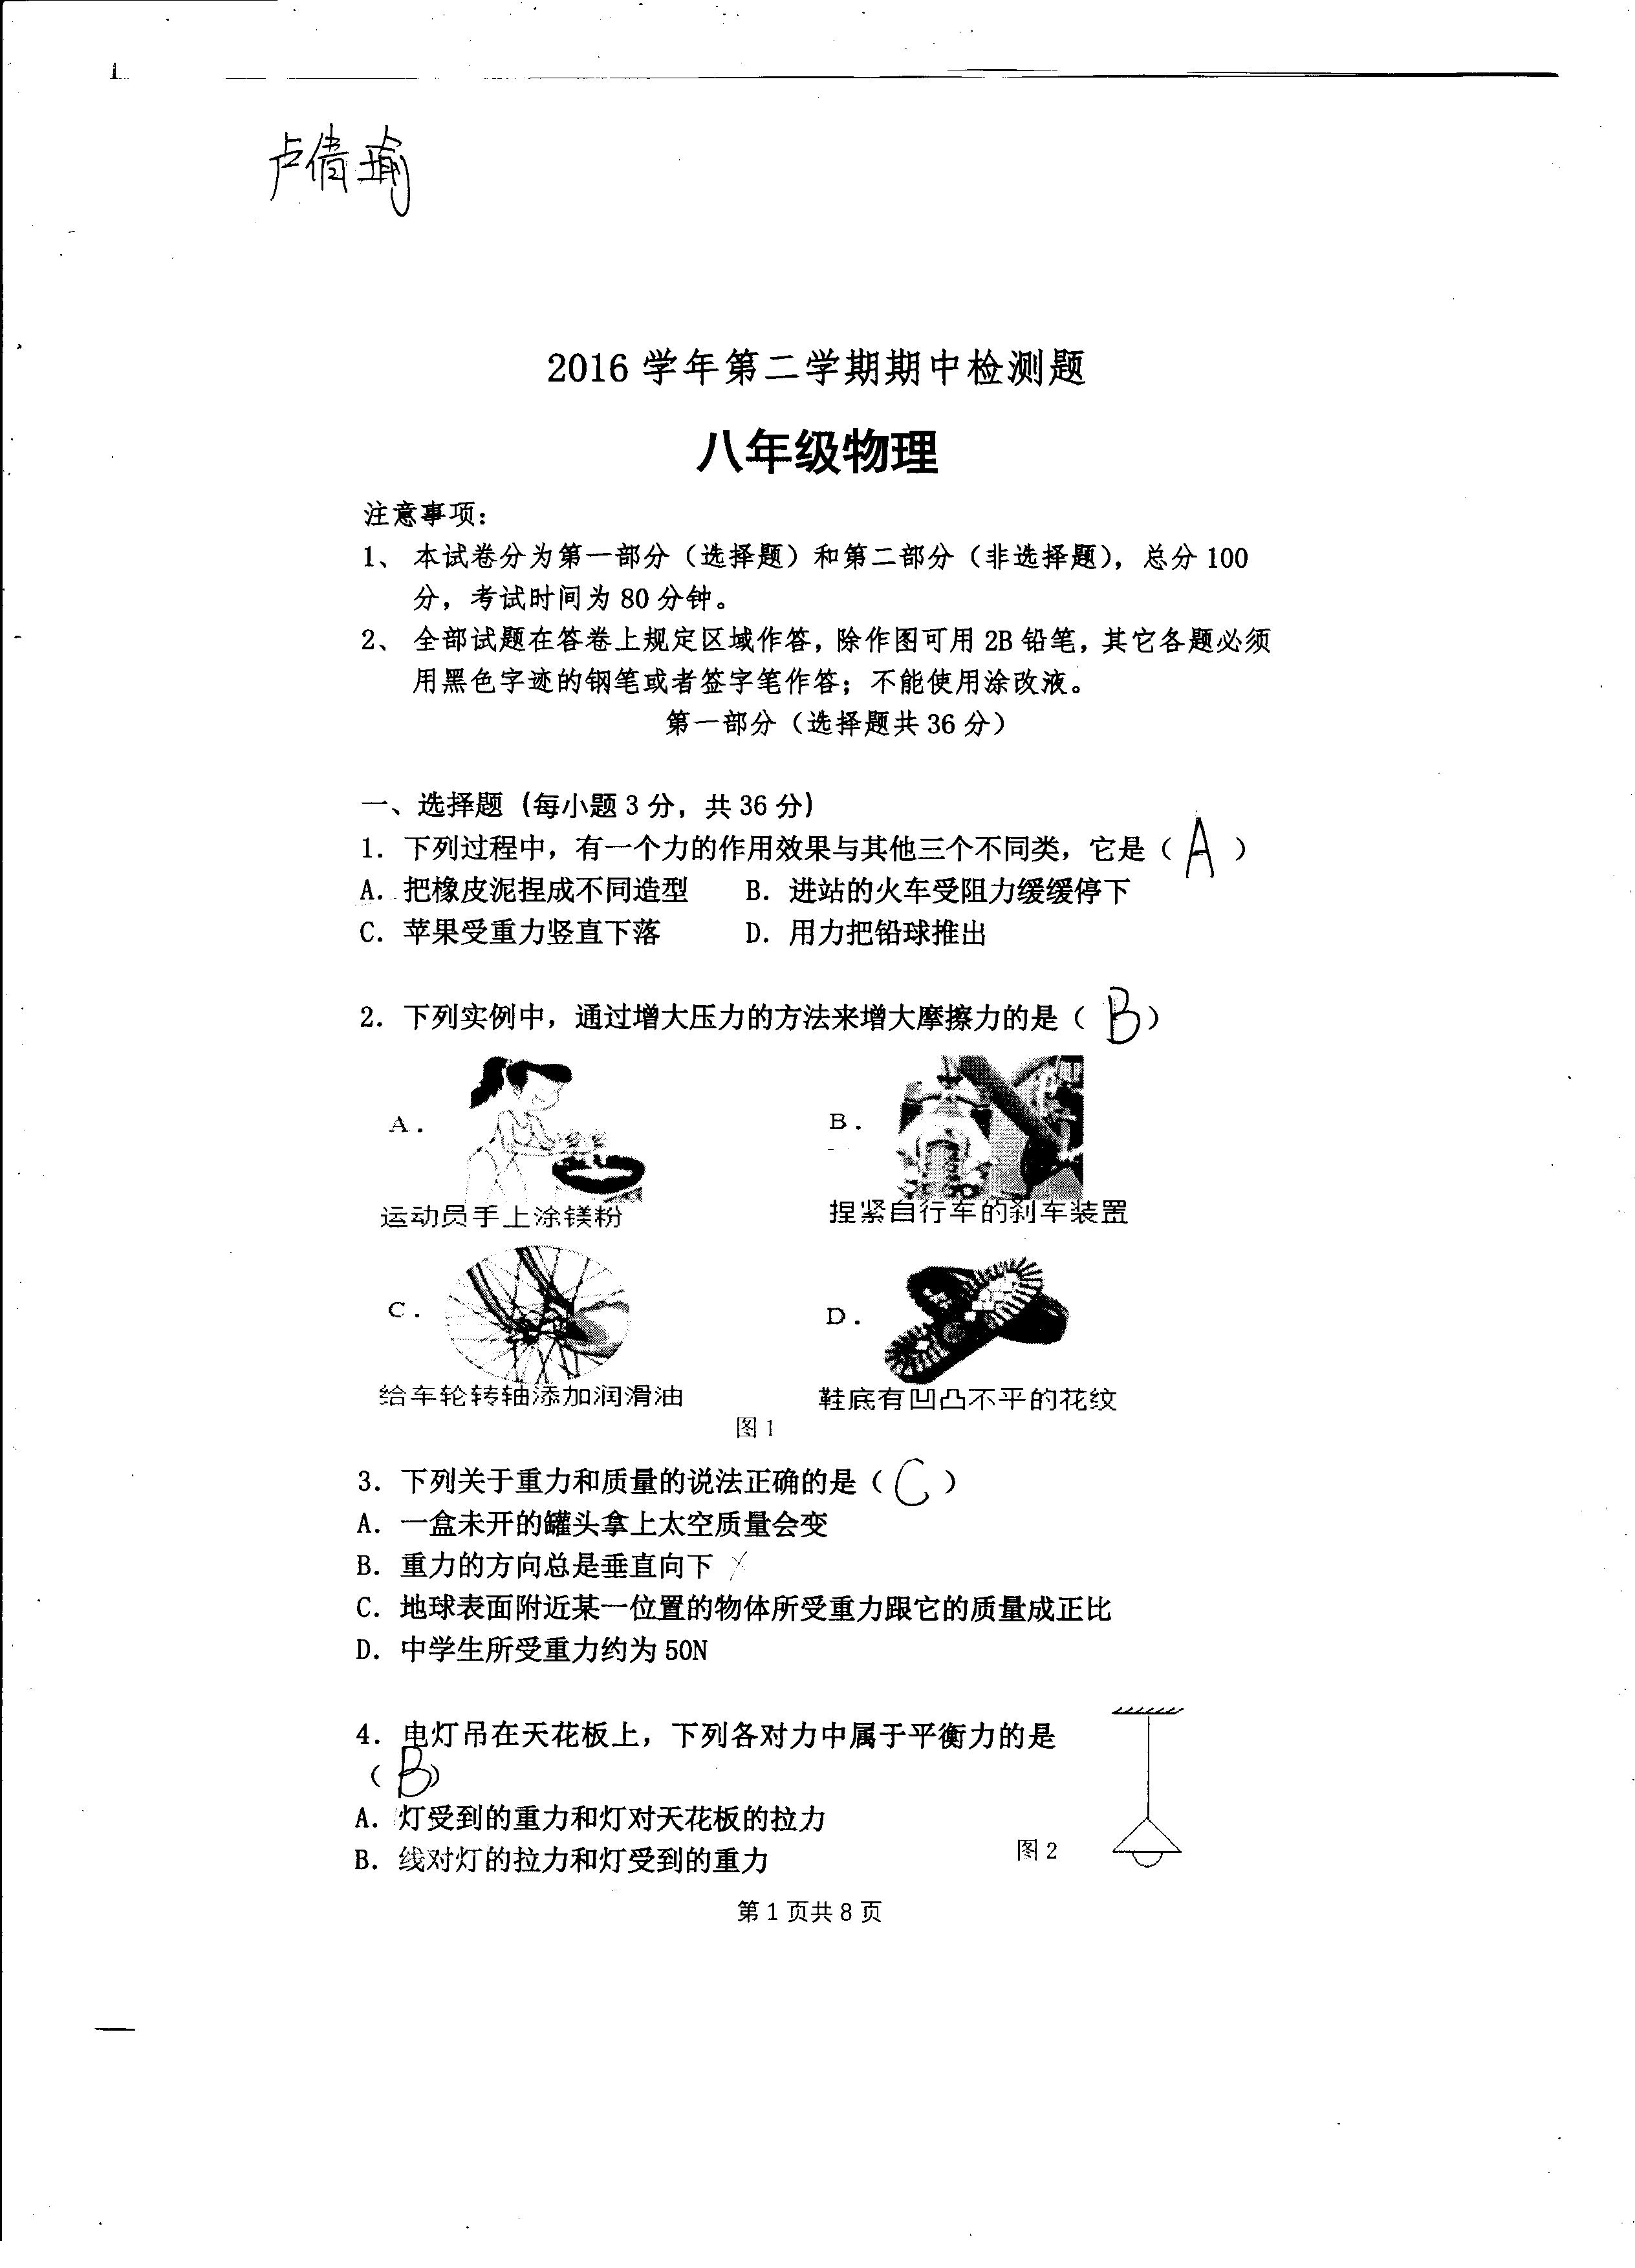 卢倩瑜
2016 学年第二学期期中检测题
八年级物理
注意事项：
1、 本试卷分为第一部分（选择题）和第二部分（非选择题），总分 100
分，考试时间为 80 分钟。
2、 全部试题在答卷上规定区域作答，除作图可用 2B 铅笔，其它各题必须
用黑色字迹的钢笔或者签字笔作答；不能使用涂改液。
第一部分（选择题共 36 分）
一、选择题（每小题 3 分，共 36 分）
1．下列过程中，有一个力的作用效果与其他三个不同类，它是（ A ）
A．把橡皮泥捏成不同造型 B．进站的火车受阻力缓缓停下
C．苹果受重力竖直下落 D．用力把铅球推出
2．下列实例中，通过增大压力的方法来增大摩擦力的是（ B ）
A． B．
运动员手上涂镁粉 捏紧自行车的刹车装置
C． D．
给车轮转轴添加润滑油 鞋底有凹凸不平的花纹
图 1
3．下列关于重力和质量的说法正确的是（ C ）
A．一盒未开的罐头拿上太空质量会变
B．重力的方向总是垂直向下 ×
C．地球表面附近某一位置的物体所受重力跟它的质量成正比
D．中学生所受重力约为 50N
4．电灯吊在天花板上，下列各对力中属于平衡力的是
（ B ）
A．灯受到的重力和灯对天花板的拉力
B．线对灯的拉力和灯受到的重力
图 2
第 1 页共 8 页